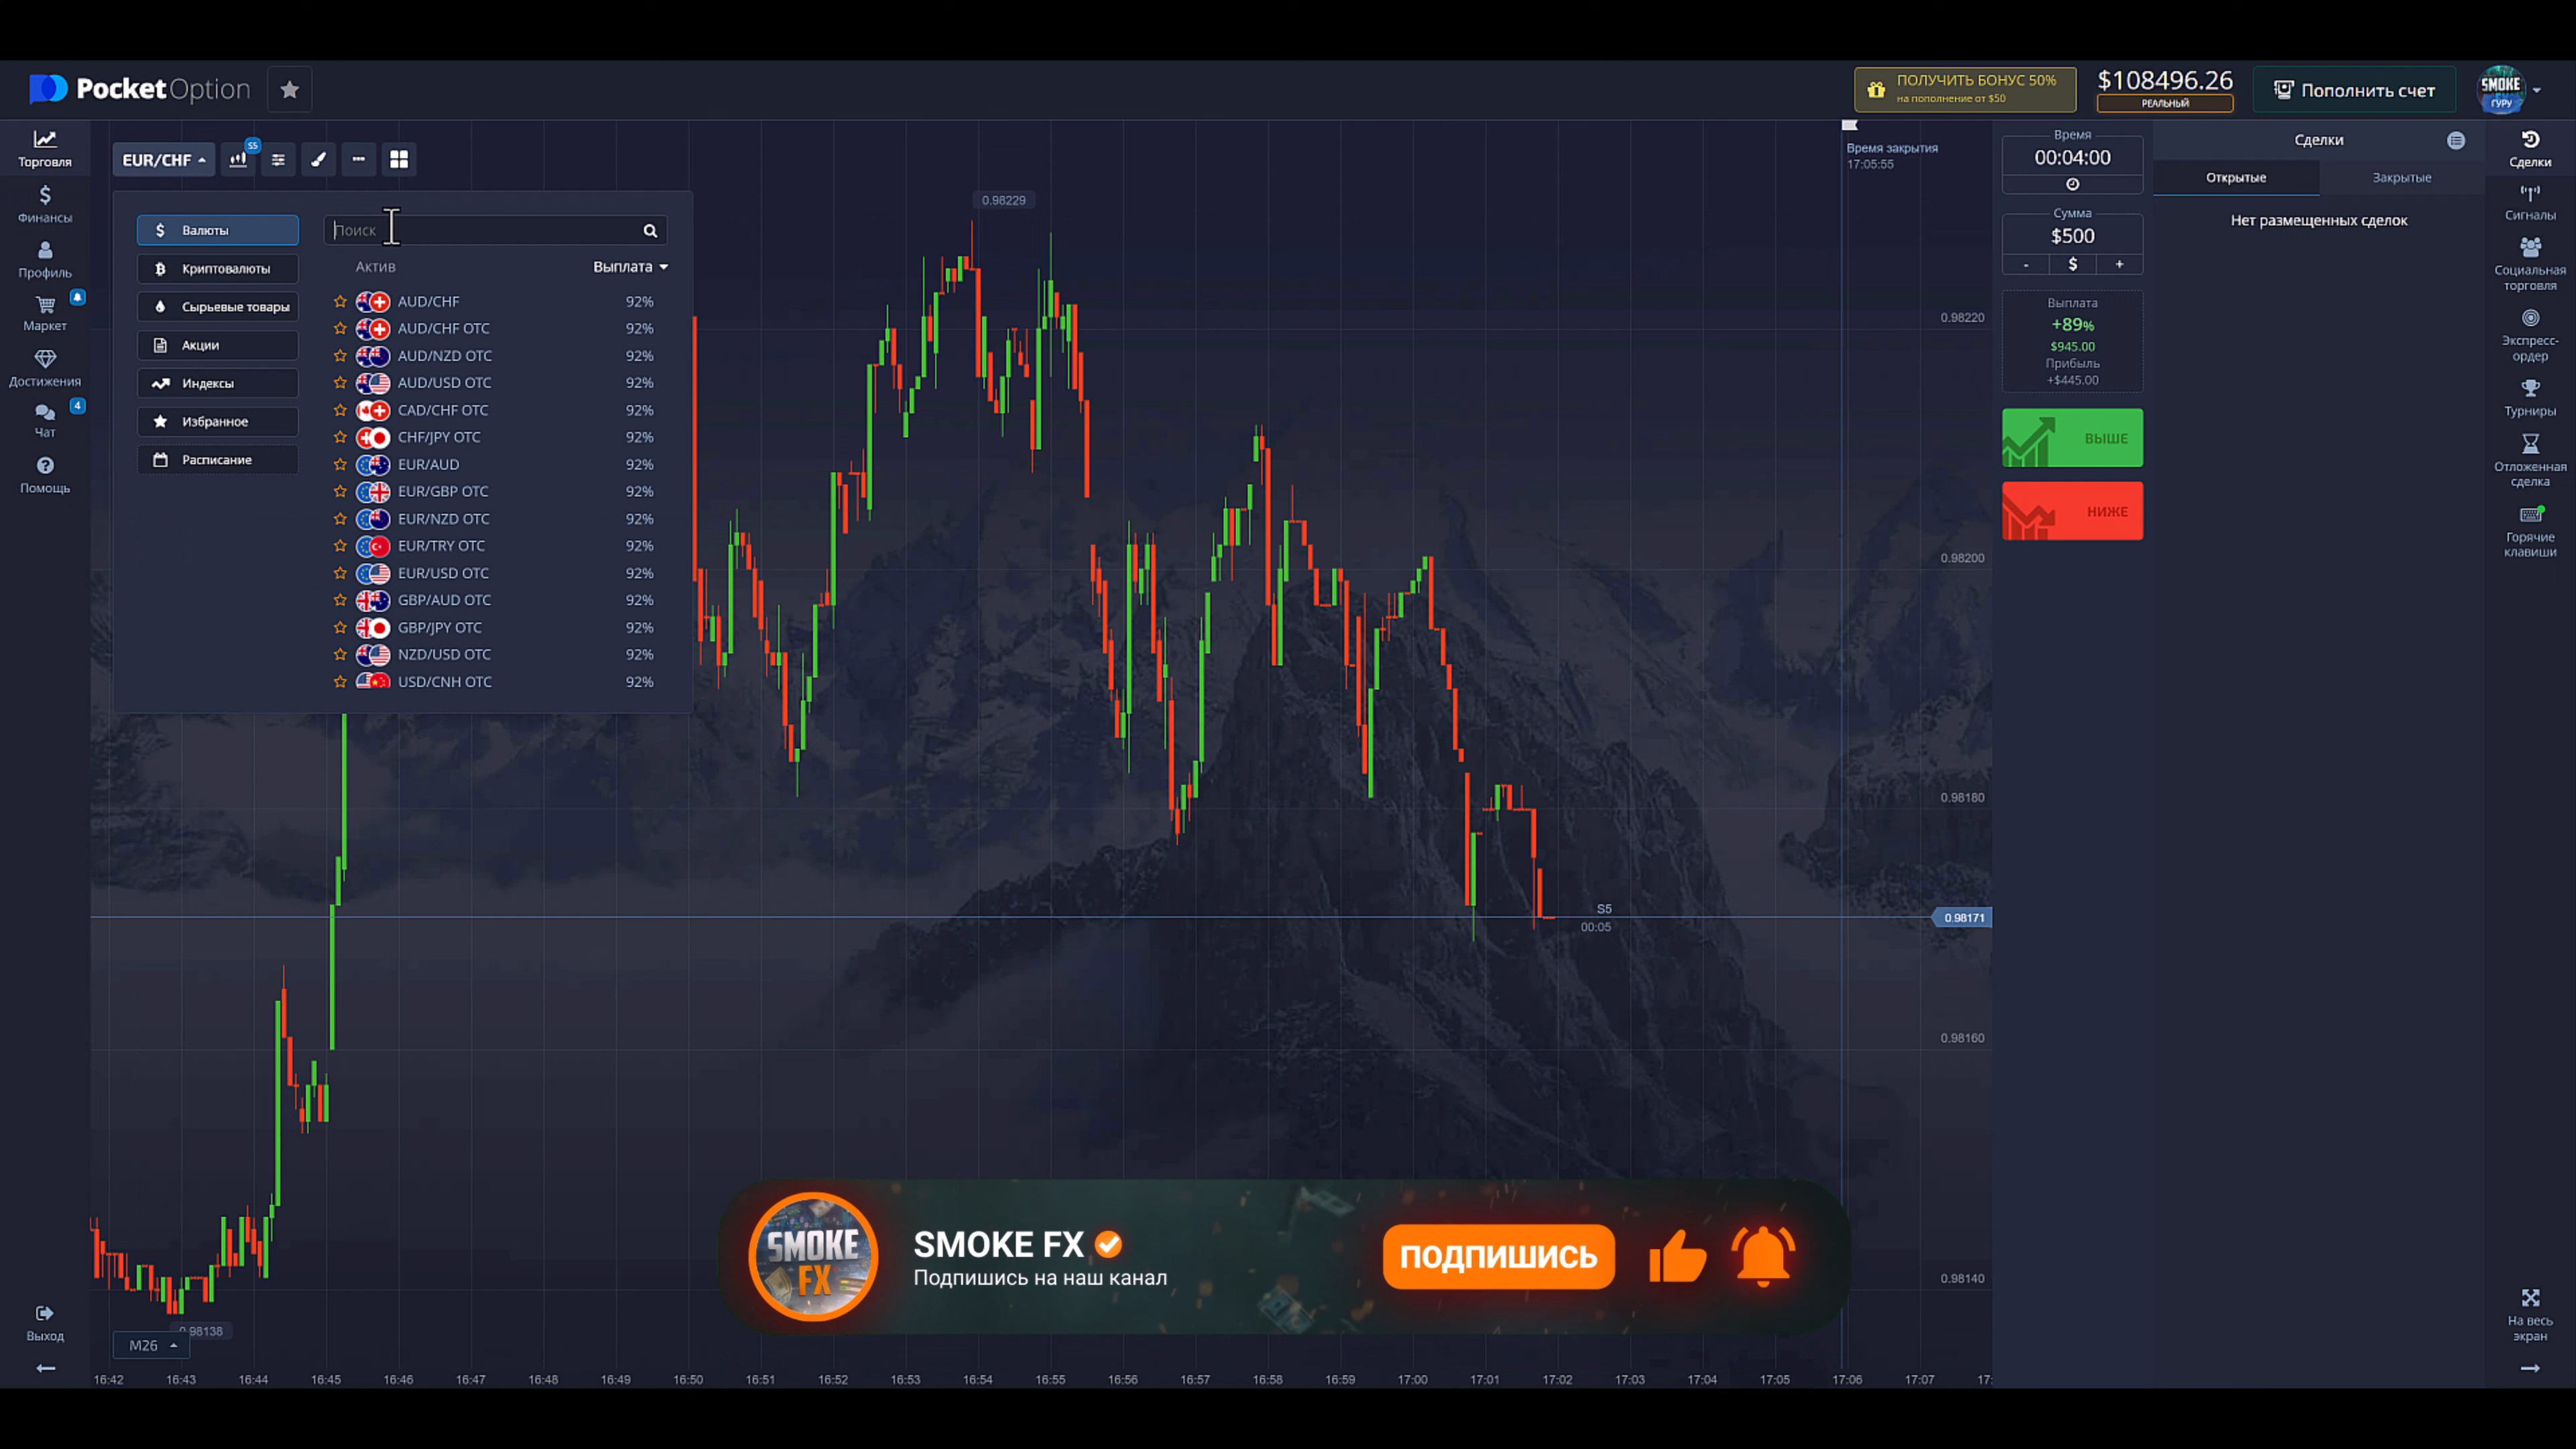 PocketOption
ПОЛУЧИТЬ БОНУС 50%
на пополнение от $50
$108496.26
РЕАЛЬНЫЙ
Пополнить счет
SMOKE
ГУРУ
Торговля
Финансы
Профиль
Маркет
Достижения
4
Чат
Помощь
Выход
EUR/CHF
S5
Валюты
Криптовалюты
Сырьевые товары
Акции
Индексы
Избранное
Расписание
Поиск
Актив Выплата
AUD/CHF 92%
AUD/CHF OTC 92%
AUD/NZD OTC 92%
AUD/USD OTC 92%
CAD/CHF OTC 92%
CHF/JPY OTC 92%
EUR/AUD 92%
EUR/GBP OTC 92%
EUR/NZD OTC 92%
EUR/TRY OTC 92%
EUR/USD OTC 92%
GBP/AUD OTC 92%
GBP/JPY OTC 92%
NZD/USD OTC 92%
USD/CNH OTC 92%
0.98229
Время закрытия
17:05:55
0.98220
0.98200
0.98180
0.98171
0.98160
0.98140
S5
00:05
0.98138
M26
16:42 16:43 16:44 16:45 16:46 16:47 16:48 16:49 16:50 16:51 16:52 16:53 16:54 16:55 16:56 16:57 16:58 16:59 17:00 17:01 17:02 17:03 17:04 17:05 17:06 17:07 17:
Время
00:04:00
Сумма
$500
- $ +
Выплата
+89%
$945.00
Прибыль
+$445.00
ВЫШЕ
НИЖЕ
Сделки
Открытые Закрытые
Нет размещенных сделок
Сделки
Сигналы
Социальная
торговля
Экспресс-
ордер
Турниры
Отложенная
сделка
Горячие
клавиши
На весь
экран
SMOKE
FX
SMOKE FX
Подпишись на наш канал
ПОДПИШИСЬ